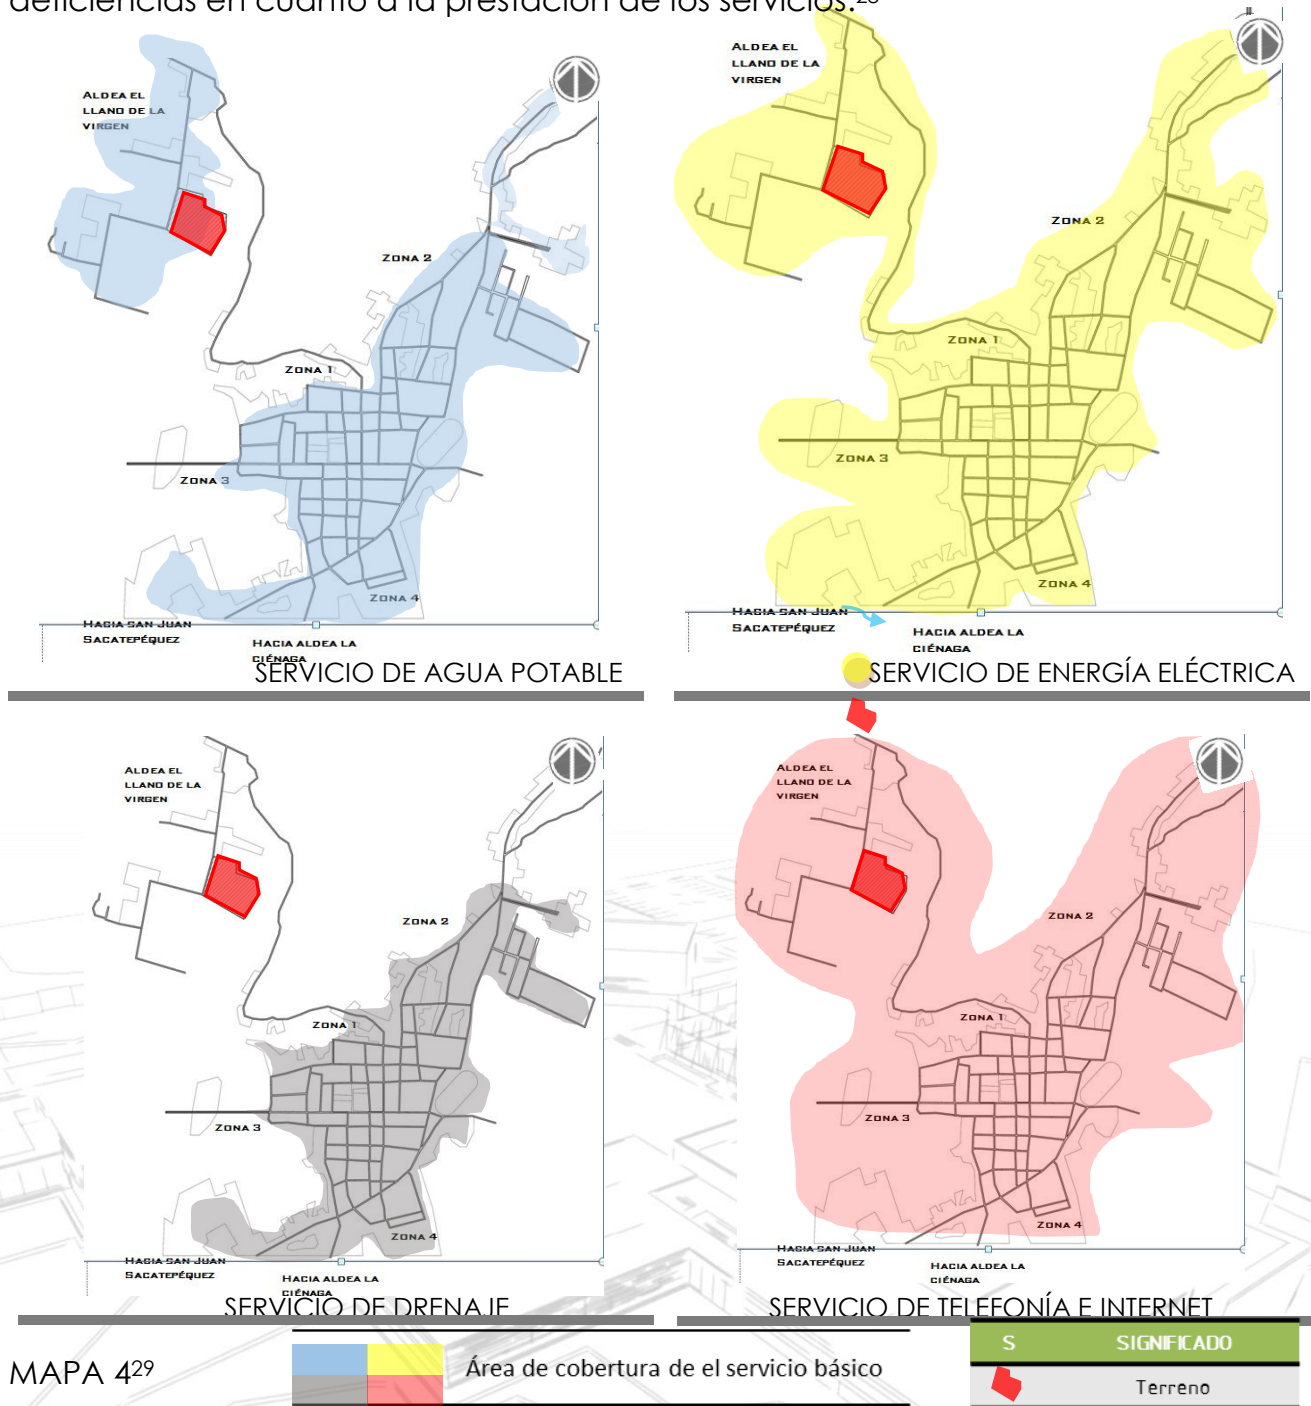 deficiencias en cuanto a la prestación de los servicios.28
ALDEA EL
LLANO DE LA
VIRGEN
ZONA 2
ZONA 1
ZONA 3
ZONA 4
HACIA SAN JUAN
SACATEPÉQUEZ
HACIA ALDEA LA
CIÉNAGA
SERVICIO DE AGUA POTABLE
ALDEA EL
LLANO DE LA
VIRGEN
ZONA 2
ZONA 1
ZONA 3
ZONA 4
HACIA SAN JUAN
SACATEPÉQUEZ
HACIA ALDEA LA
CIÉNAGA
SERVICIO DE ENERGÍA ELÉCTRICA
ALDEA EL
LLANO DE LA
VIRGEN
ZONA 2
ZONA 1
ZONA 3
ZONA 4
HACIA SAN JUAN
SACATEPÉQUEZ
HACIA ALDEA LA
CIÉNAGA
SERVICIO DE DRENAJE
ALDEA EL
LLANO DE LA
VIRGEN
ZONA 2
ZONA 1
ZONA 3
ZONA 4
HACIA SAN JUAN
SACATEPÉQUEZ
HACIA ALDEA LA
CIÉNAGA
SERVICIO DE TELEFONÍA E INTERNET
MAPA 429
Área de cobertura de el servicio básico
S SIGNIFICADO
Terreno